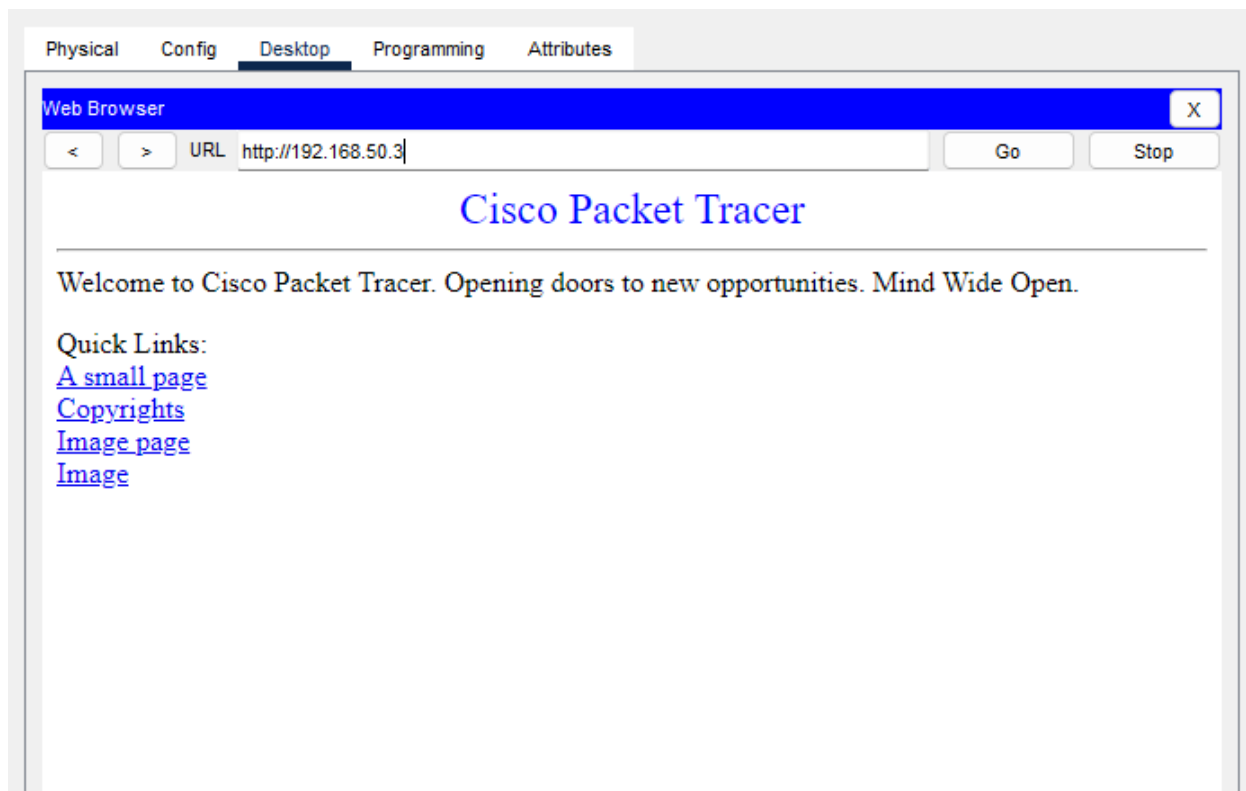 Physical Config Desktop Programming Attributes
Web Browser X
< > URL http://192.168.50.3 Go Stop
Cisco Packet Tracer
Welcome to Cisco Packet Tracer. Opening doors to new opportunities. Mind Wide Open.
Quick Links:
A small page
Copyrights
Image page
Image